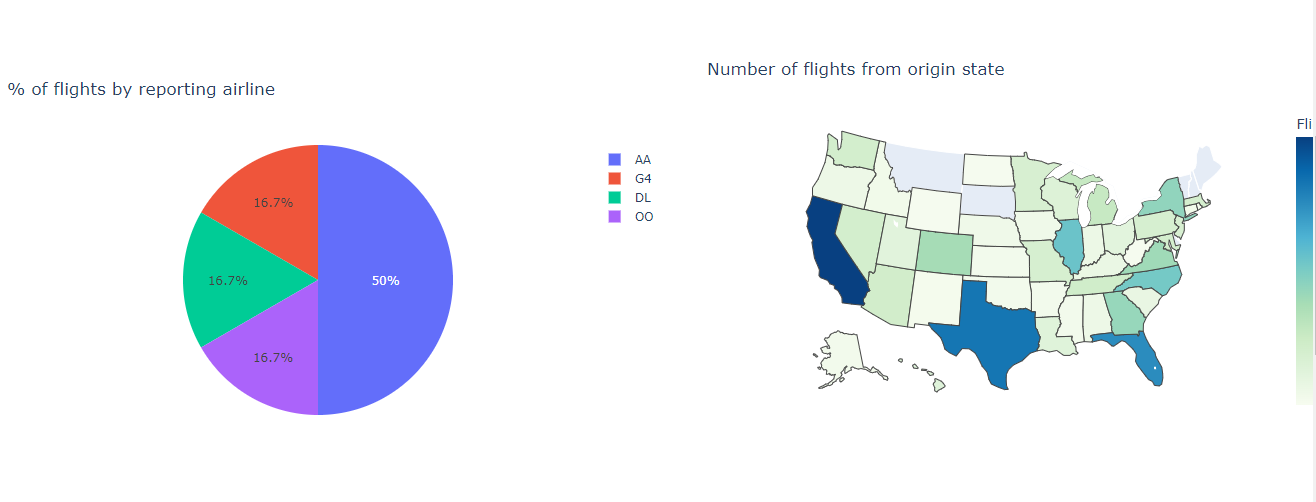 Number of flights from origin state
% of flights by reporting airline
Fli
AA
G4
DL
OO
16.7%
16.7%
50%
16.7%